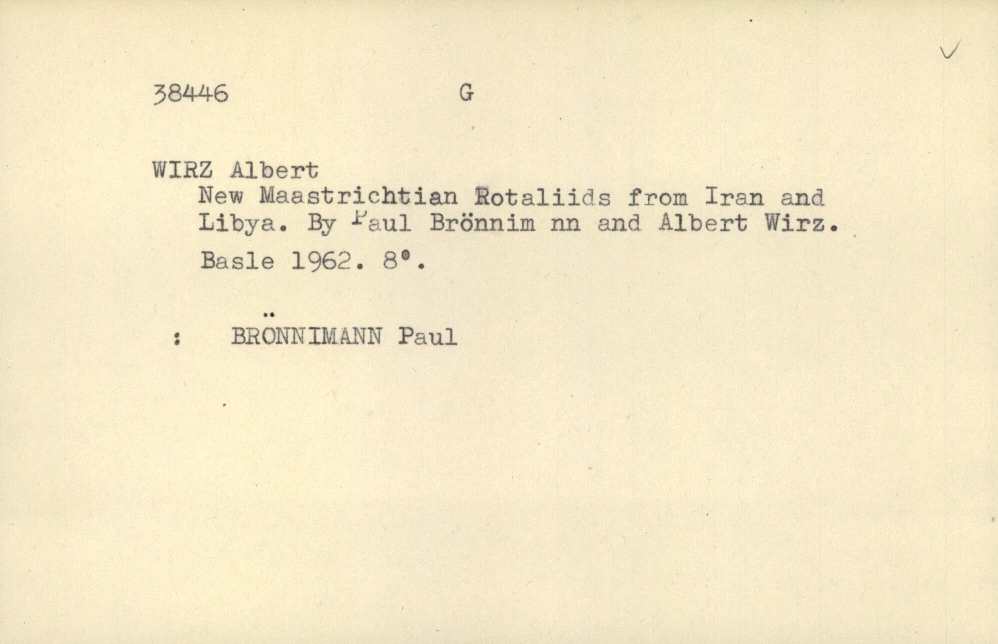 38446 G
WIRZ Albert
New Maastrichtian Rotaliids from Iran and
Libya. By Paul Brönnim nn and Albert Wirz.
Basle 1962. 8°.
: BRÖNNIMANN Paul